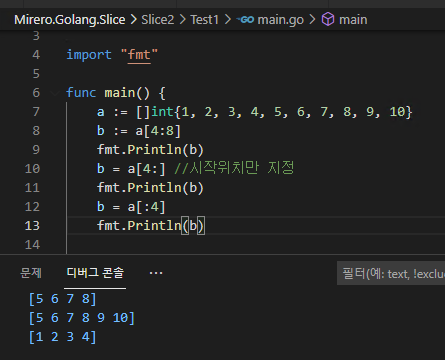 Mirero.Golang.Slice > Slice2 > Test1 > main.go > main
3
4 import "fmt"
5
6 func main() {
7 a := []int{1, 2, 3, 4, 5, 6, 7, 8, 9, 10}
8 b := a[4:8]
9 fmt.Println(b)
10 b = a[4:] //시작위치만 지정
11 fmt.Println(b)
12 b = a[:4]
13 fmt.Println(b)
14
문제 디버그 콘솔 ··· 필터(예: text, !exclu
[5 6 7 8]
[5 6 7 8 9 10]
[1 2 3 4]